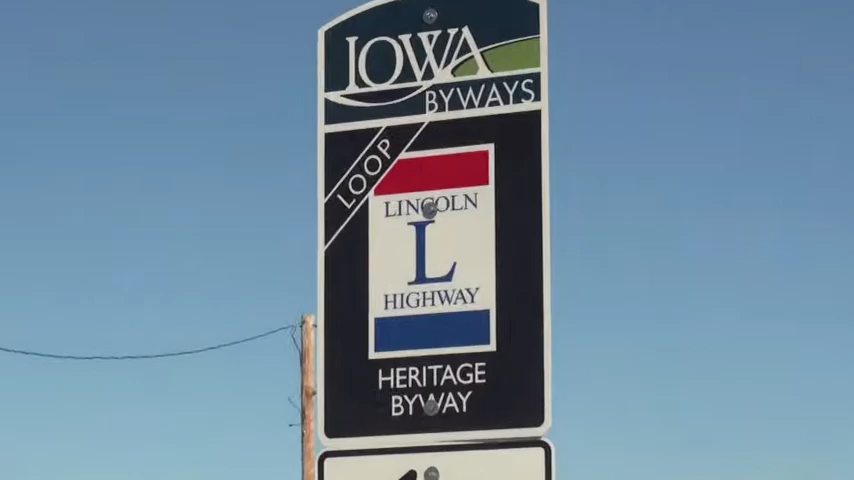 IOWA
BYWAYS
LOOP
LINCOLN
L
HIGHWAY
HERITAGE
BYWAY